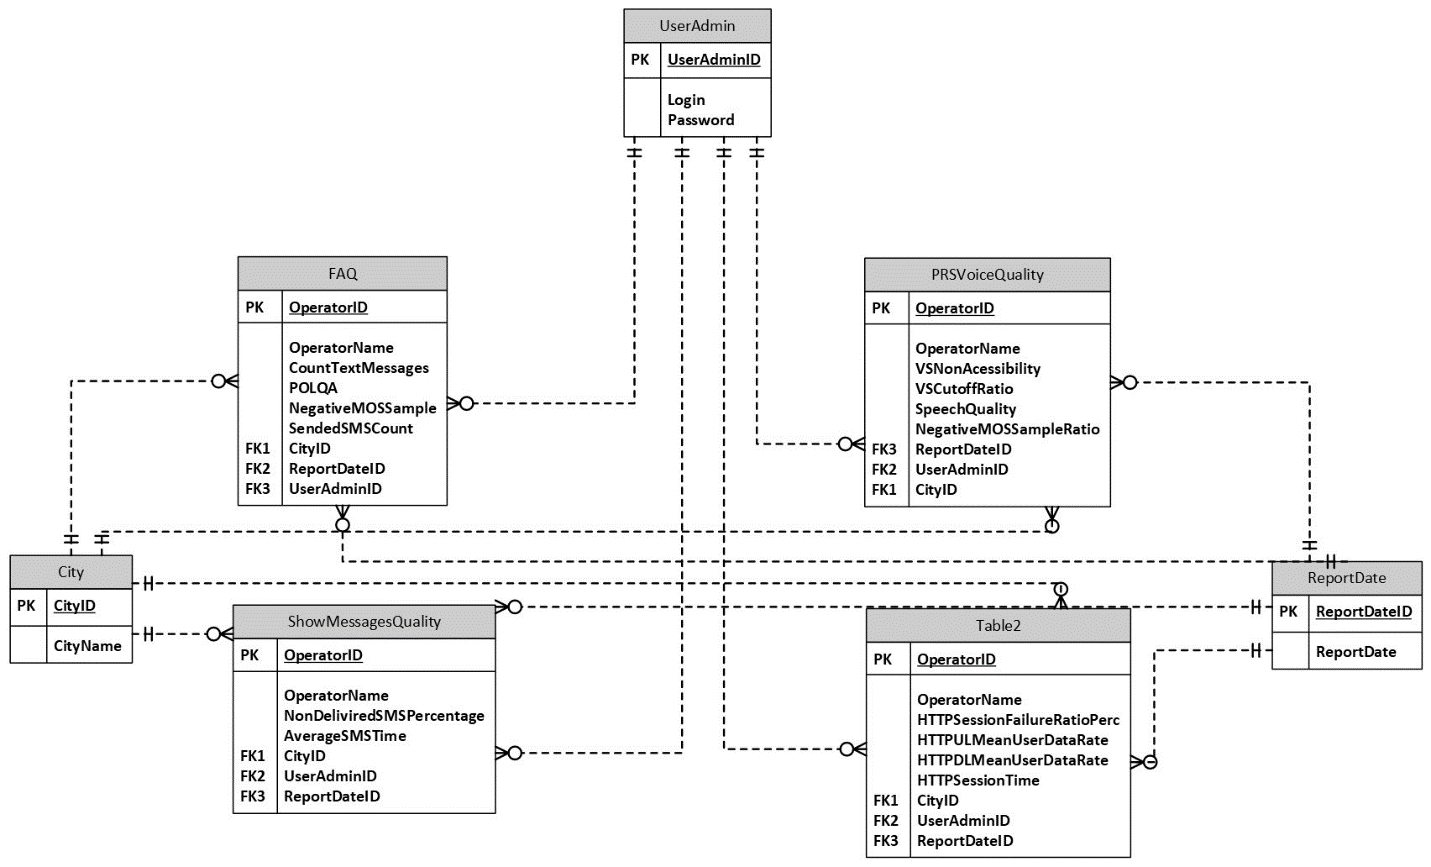 UserAdmin
PK UserAdminID
Login
Password
FAQ
PK OperatorID
OperatorName
CountTextMessages
POLQA
NegativeMOSSample
SendedSMSCount
FK1 CityID
FK2 ReportDateID
FK3 UserAdminID
PRSVoiceQuality
PK OperatorID
OperatorName
VSNonAcessibility
VSCutoffRatio
SpeechQuality
NegativeMOSSampleRatio
FK3 ReportDateID
FK2 UserAdminID
FK1 CityID
City
PK CityID
CityName
ShowMessagesQuality
PK OperatorID
OperatorName
NonDeliviredSMSPercentage
AverageSMSTime
FK1 CityID
FK2 UserAdminID
FK3 ReportDateID
Table2
PK OperatorID
OperatorName
HTTPSessionFailureRatioPerc
HTTPULMeanUserDataRate
HTTPDLMeanUserDataRate
HTTPSessionTime
FK1 CityID
FK2 UserAdminID
FK3 ReportDateID
ReportDate
PK ReportDateID
ReportDate